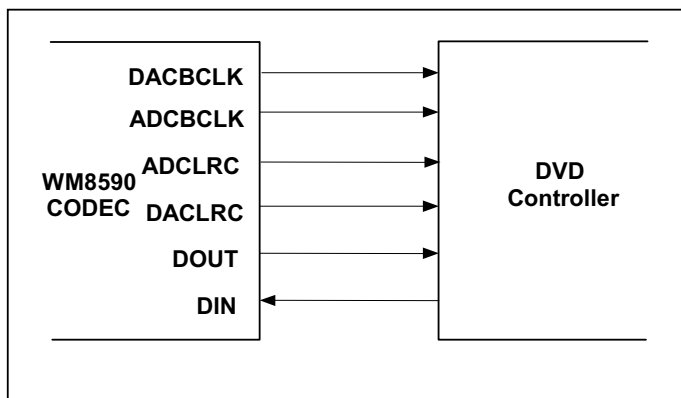 DACBCLK
ADCBCLK
ADCLRC
WM8590
CODEC
DACLRC
DOUT
DIN
DVD
Controller